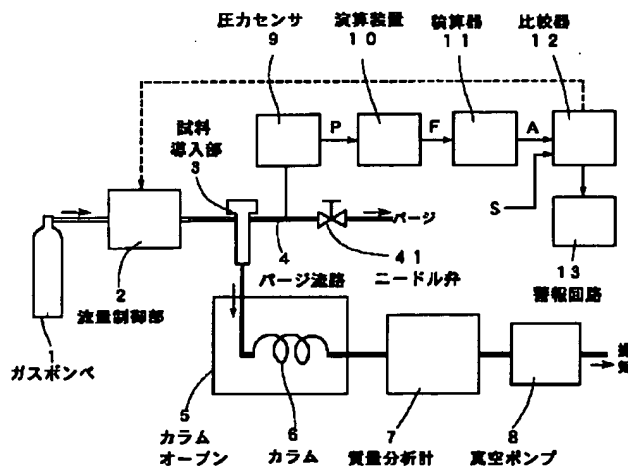 圧力センサ
9
演算装置
10
積算器
11
比較器
12
試料
導入部
3
P
F
A
S
パージ
4
パージ流路
41
ニードル弁
13
警報回路
2
流量制御部
1
ガスボンベ
5
カラム
オーブン
6
カラム
7
質量分析計
8
真空ポンプ